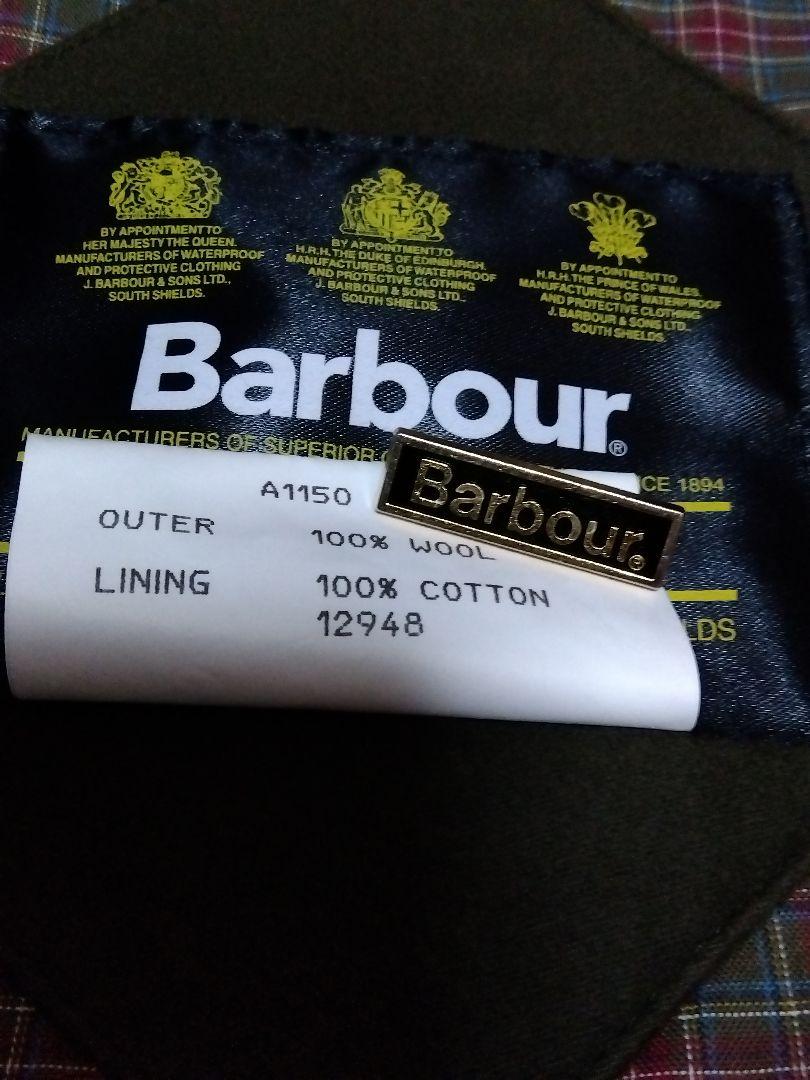 BY APPOINTMENT TO
HER MAJESTY THE QUEEN.
MANUFACTURERS OF WATERPROOF
AND PROTECTIVE CLOTHING
J. BARBOUR & SONS LTD.,
SOUTH SHIELDS.
BY APPOINTMENT TO
H.R.H. THE DUKE OF EDINBURGH.
MANUFACTURERS OF WATERPROOF
AND PROTECTIVE CLOTHING
J. BARBOUR & SONS LTD.,
SOUTH SHIELDS.
BY APPOINTMENT TO
H.R.H. THE PRINCE OF WALES.
MANUFACTURERS OF WATERPROOF
AND PROTECTIVE CLOTHING
J. BARBOUR & SONS LTD.,
SOUTH SHIELDS.
Barbour®
MANUFACTURERS OF SUPERIOR 1894
Barbour®
A1150
OUTER 100% WOOL
LINING 100% COTTON
12948
LDS